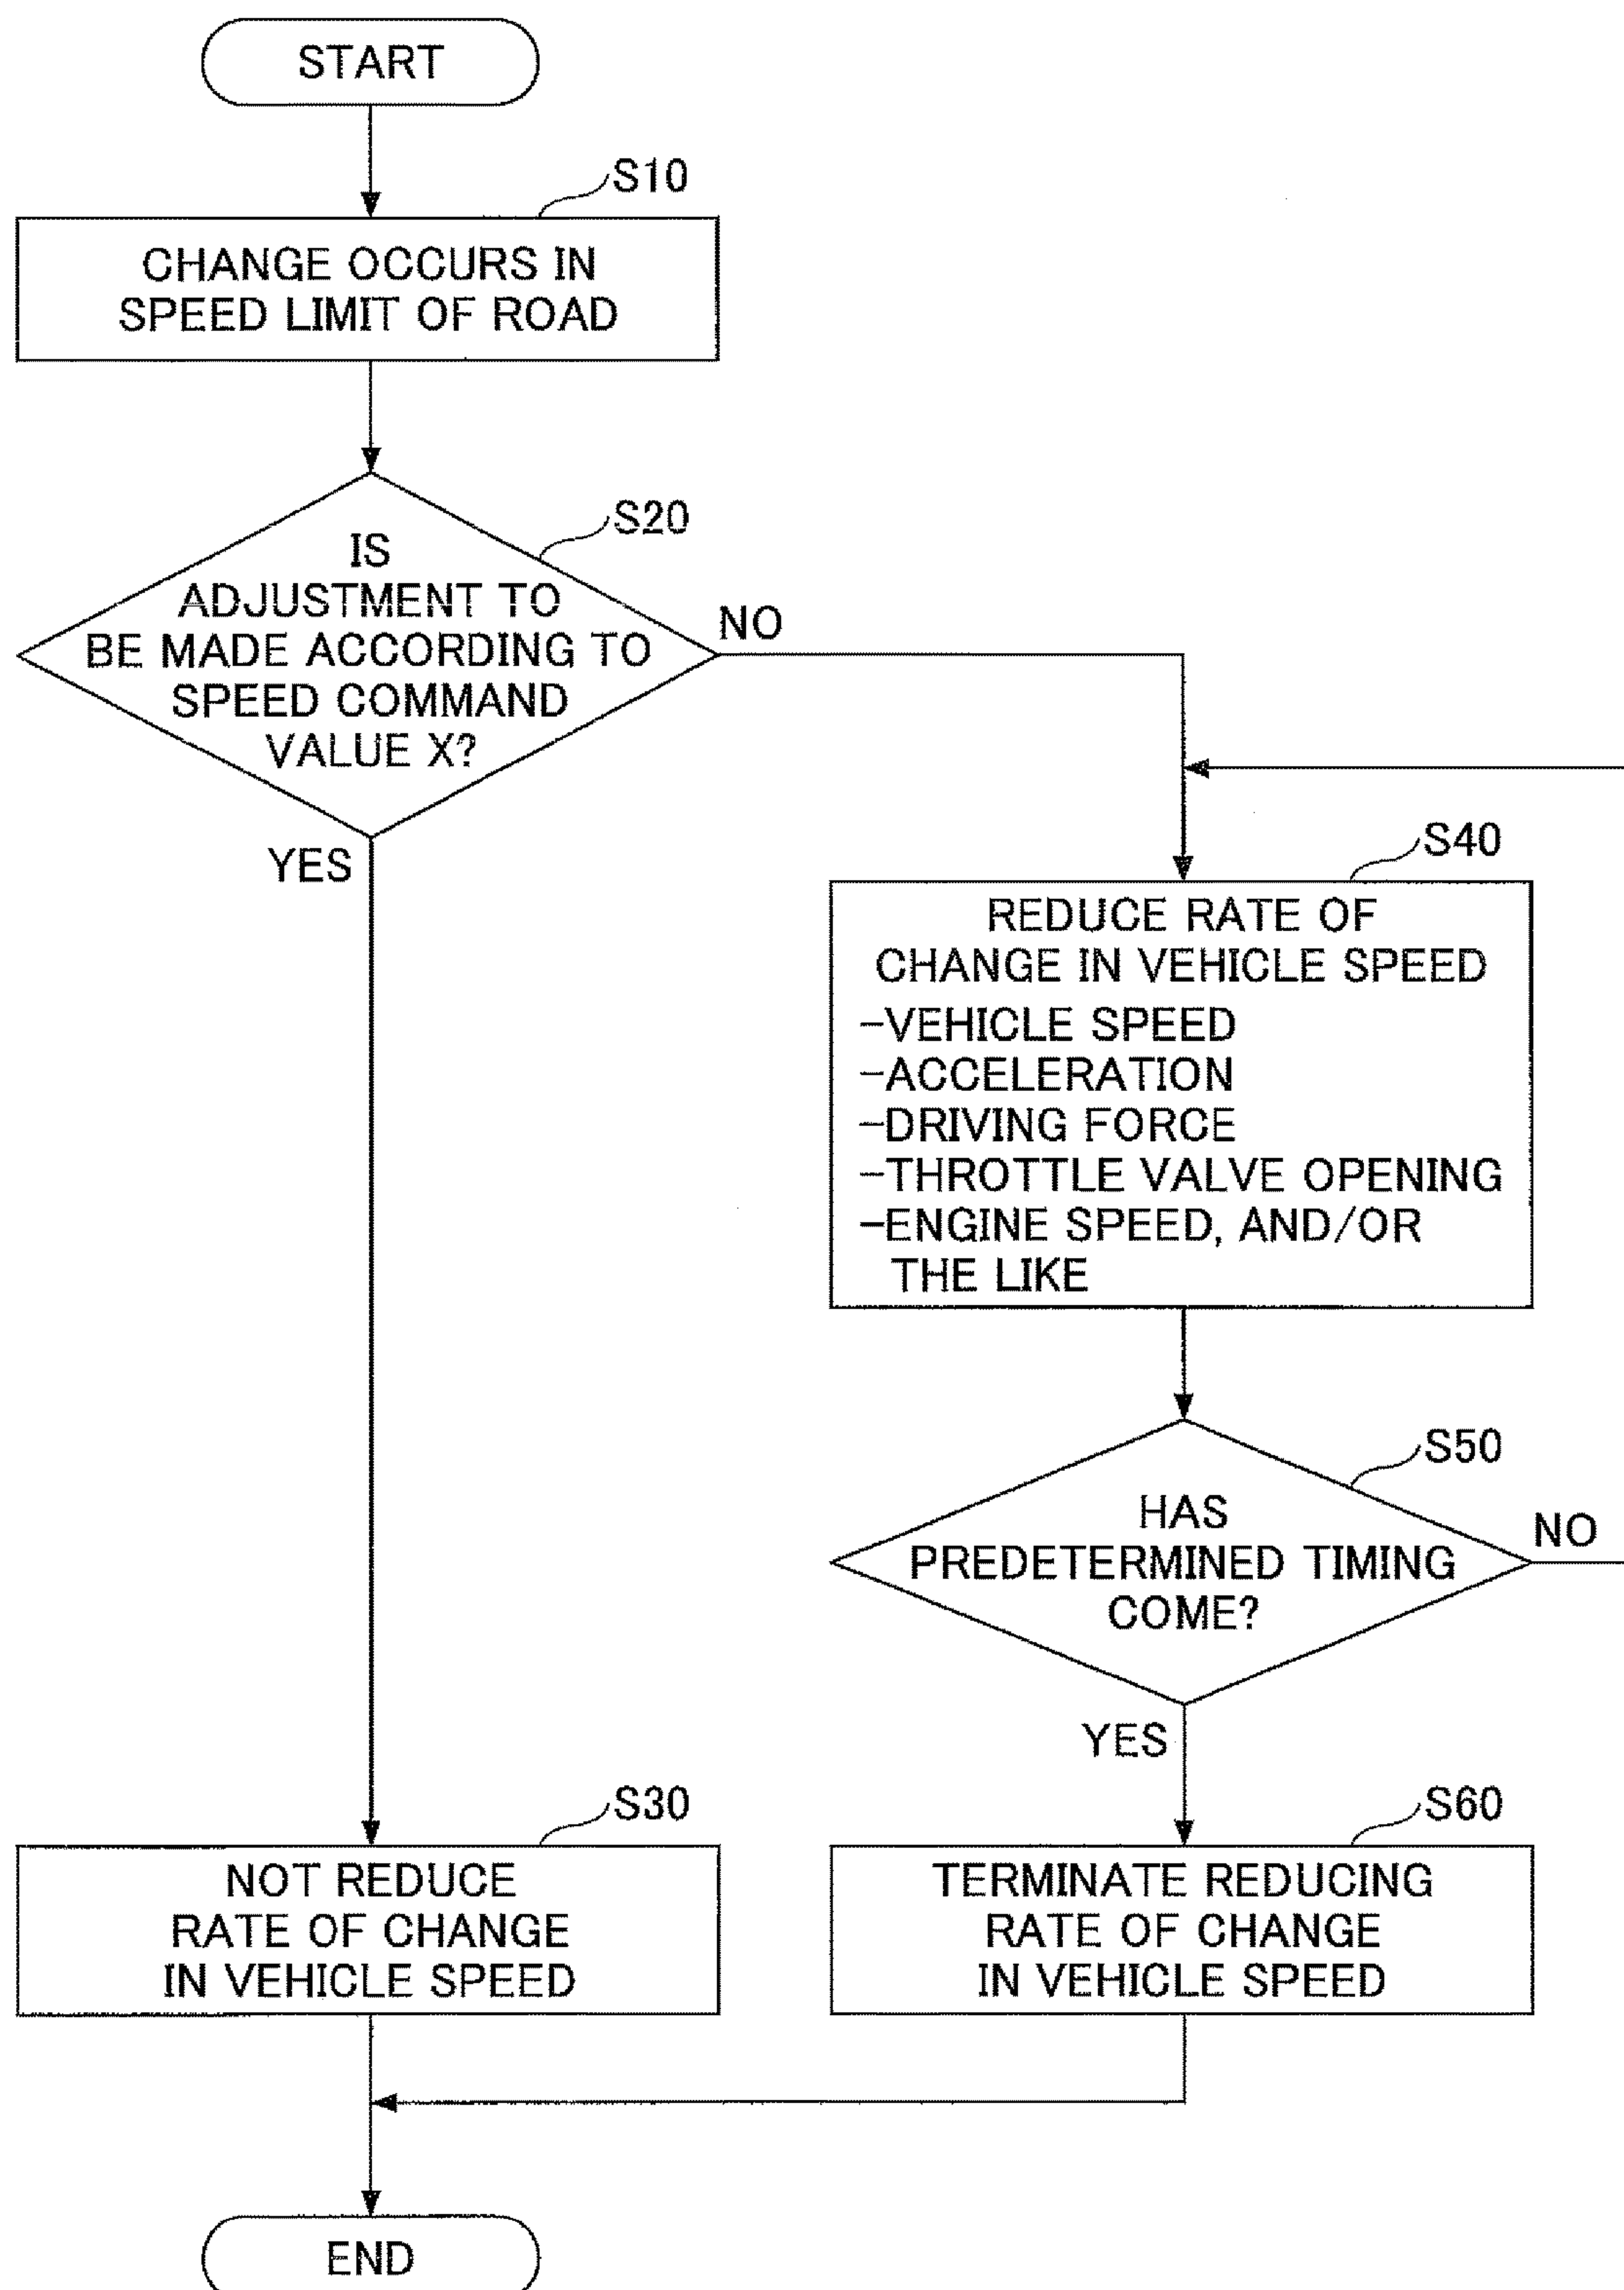 START
S10
CHANGE OCCURS IN
SPEED LIMIT OF ROAD
S20
IS
ADJUSTMENT TO
BE MADE ACCORDING TO
SPEED COMMAND
VALUE X?
NO
YES
S40
REDUCE RATE OF
CHANGE IN VEHICLE SPEED
-VEHICLE SPEED
-ACCELERATION
-DRIVING FORCE
-THROTTLE VALVE OPENING
-ENGINE SPEED, AND/OR
THE LIKE
S50
HAS
PREDETERMINED TIMING
COME?
NO
YES
S30
NOT REDUCE
RATE OF CHANGE
IN VEHICLE SPEED
S60
TERMINATE REDUCING
RATE OF CHANGE
IN VEHICLE SPEED
END